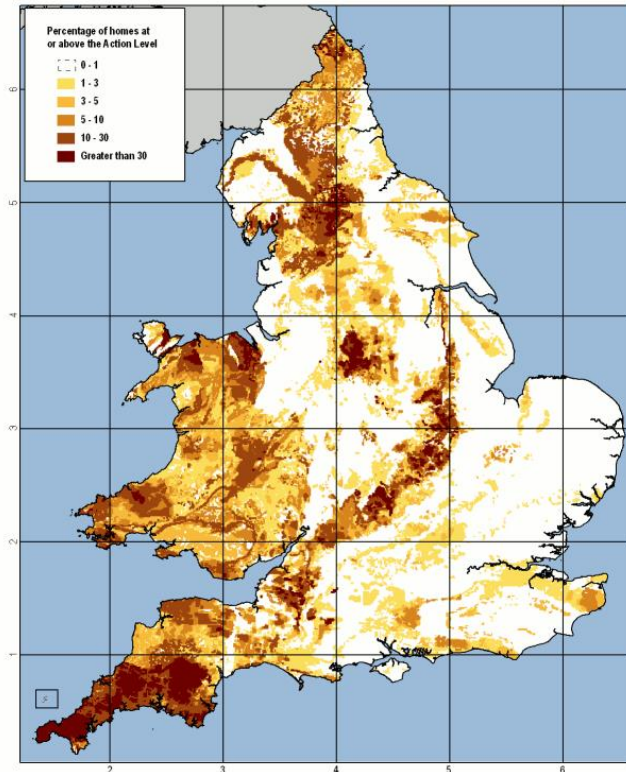 Percentage of homes at
or above the Action Level
0 - 1
1 - 3
3 - 5
5 - 10
10 - 30
Greater than 30
6
5
4
3
2
1
2
3
4
5
6